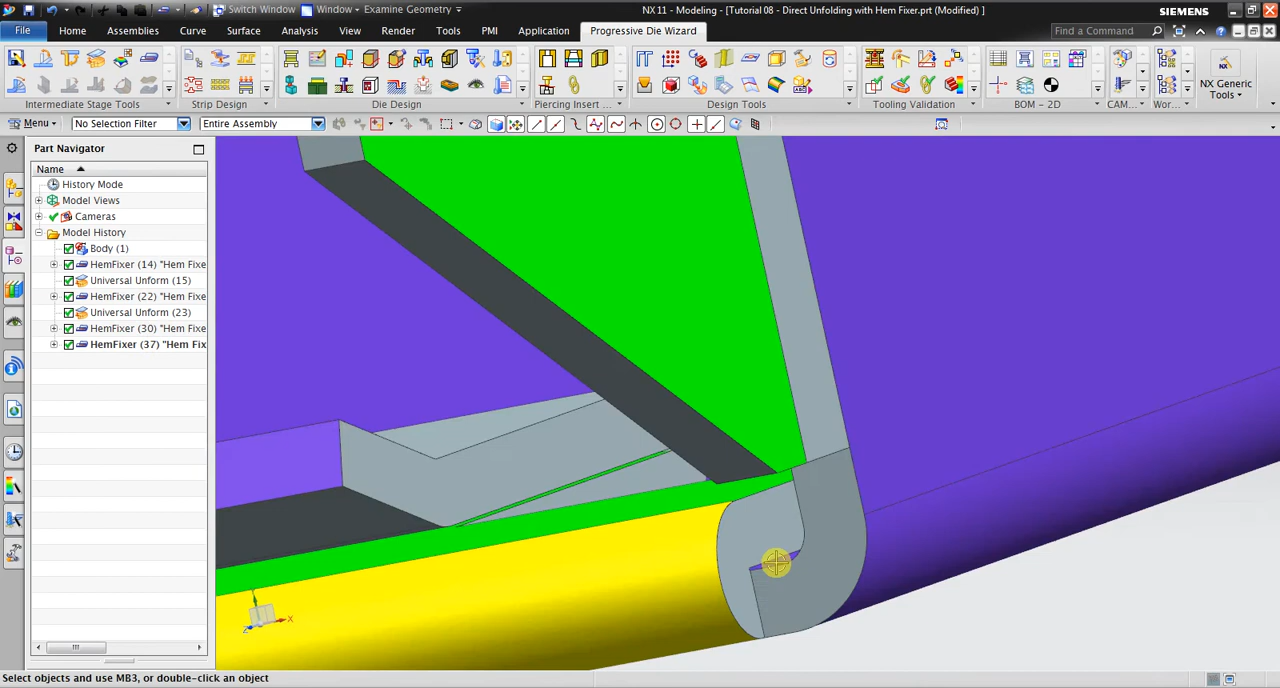 Switch Window Window Examine Geometry NX 11 - Modeling - [Tutorial 08 - Direct Unfolding with Hem Fixer.prt (Modified) ] SIEMENS
File Home Assemblies Curve Surface Analysis View Render Tools PMI Application Progressive Die Wizard Find a Command
NX Generic
Tools
Intermediate Stage Tools Strip Design Die Design Piercing Insert ... Design Tools Tooling Validation BOM - 2D CAM... Wor...
Menu No Selection Filter Entire Assembly
Part Navigator
Name
History Mode
Model Views
Cameras
Model History
Body (1)
HemFixer (14) "Hem Fixe
Universal Unform (15)
HemFixer (22) "Hem Fixe
Universal Unform (23)
HemFixer (30) "Hem Fixe
HemFixer (37) "Hem Fix
X
Z
Select objects and use MB3, or double-click an object